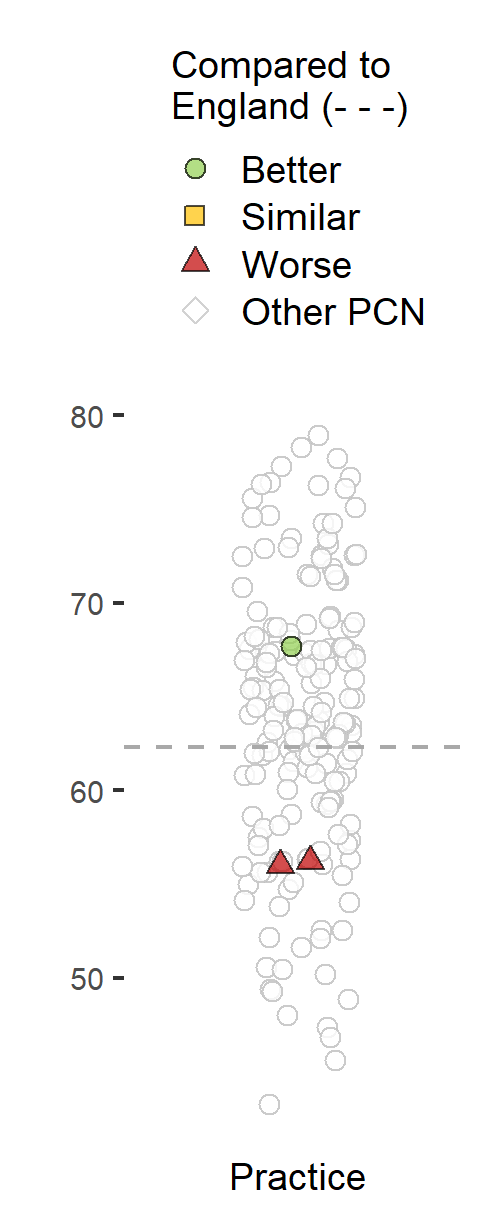 Compared to
England (- - -)
Better
Similar
Worse
Other PCN
80
70
60
50
Practice